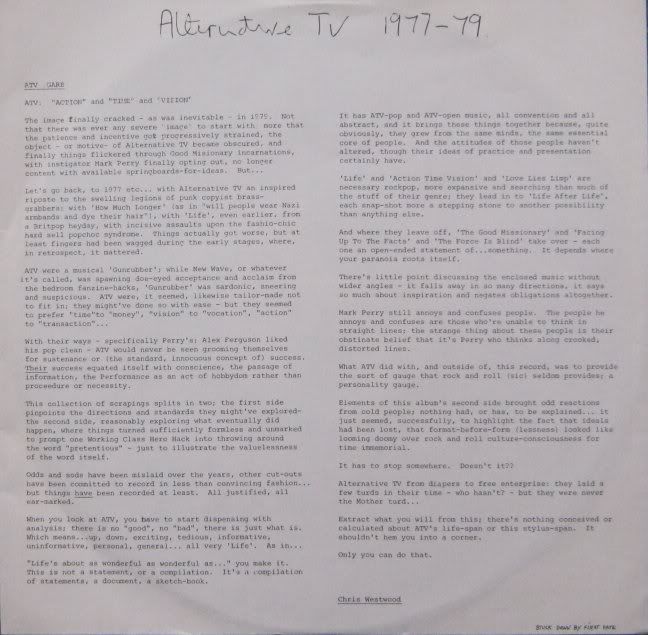 Alternative TV 1977-79
ATV GARE
ATV: "ACTION" and "TIME" and 'VISION'
The image finally cracked - as was inevitable - in 1979. Not
that there was ever any severe 'image' to start with more that
the patience and incentive got progressively strained, the
object - or motive- of Alternative TV became obscured, and
finally things flickered through Good Missionary incarnations,
with instigator Mark Perry finally opting out, no longer
content with available springboards-for-ideas. But...
Let's go back, to 1977 etc... with Alternative TV an inspired
riposte to the swelling legions of punk copyist brass-
grabbers: with 'How Much Longer' (as in "will people wear Nazi
armbands and dye their hair"), with 'Life', even earlier, from
a Britpop heyday, with incisive assaults upon the fashio-chic
hard sell popchoc syndrome. Things actually got worse, but at
least fingers had been wagged during the early stages, where,
in retrospect, it mattered.
ATV were a musical 'Gunrubber'; while New Wave, or whatever
it's called, was spawning doe-eyed acceptance and acclaim from
the bedroom fanzine-hacks, 'Gunrubber' was sardonic, sneering
and suspicious. ATV were, it seemed, likewise tailor-made not
to fit in; they might've done so with ease - but they seemed
to prefer "time"to "money", "vision" to "vocation", "action"
to "transaction"...
With their ways - specifically Perry's: Alex Ferguson liked
his pop clean - ATV would never be seen grooming themselves
for sustenance or (the standard, innocuous concept of) success.
Their success equated itself with conscience, the passage of
information, the Performance as an act of hobbydom rather than
proceedure or necessity.
This collection of scrapings splits in two; the first side
pinpoints the directions and standards they might've explored-
the second side, reasonably exploring what eventually did
happen, where things turned sufficiently formless and unmarked
to prompt one Working Class Hero Hack into throwing around
the word "pretentious" - just to illustrate the valuelessness
of the word itself.
Odds and sods have been mislaid over the years, other cut-outs
have been committed to record in less than convincing fashion...
but things have been recorded at least. All justified, all
ear-marked.
When you look at ATV, you have to start dispensing with
analysis; there is no "good", no "bad", there is just what is.
Which means...up, down, exciting, tedious, informative,
uninformative, personal, general... all very 'Life'. As in...
"Life's about as wonderful as wonderful as..." you make it.
This is not a statement, or a compilation. It's a compilation
of statements, a document, a sketch-book.
It has ATV-pop and ATV-open music, all convention and all
abstract, and it brings these things together because, quite
obviously, they grew from the same minds, the same essential
core of people. And the attitudes of those people haven't
altered, though their ideas of practice and presentation
certainly have.
'Life' and 'Action Time Vision' and 'Love Lies Limp' are
necessary rockpop, more expansive and searching than much of
the stuff of their genre; they lead in to 'Life After Life',
each snap-shot more a stepping stone to another possibility
than anything else.
And where they leave off, 'The Good Missionary' and 'Facing
Up To The Facts' and 'The Force Is Blind' take over - each
one an open-ended statement of...something. It depends where
your paranoia roots itself.
There's little point discussing the enclosed music without
wider angles - it falls away in so many directions, it says
so much about inspiration and negates obligations altogether.
Mark Perry still annoys and confuses people. The people he
annoys and confuses are those who're unable to think in
straight lines; the strange thing about these people is their
obstinate belief that it's Perry who thinks along crooked,
distorted lines.
What ATV did with, and outside of, this record, was to provide
the sort of gauge that rock and roll (sic) seldom provides; a
personality gauge.
Elements of this album's second side brought odd reactions
from cold people; nothing had, or has, to be explained... it
just seemed, successfully, to highlight the fact that ideals
had been lost, that format-before-form (lessness) looked like
looming doomy over rock and roll culture-consciousness for
time immemorial.
It has to stop somewhere. Doesn't it??
Alternative TV from diapers to free enterprise: they laid a
few turds in their time - who hasn't? - but they were never
the Mother turd...
Extract what you will from this; there's nothing conceived or
calculated about ATV's life-span or this stylus-span. It
shouldn't hem you into a corner.
Only you can do that.
Chris Westwood
STUCK DOWN BY FIRST HAND